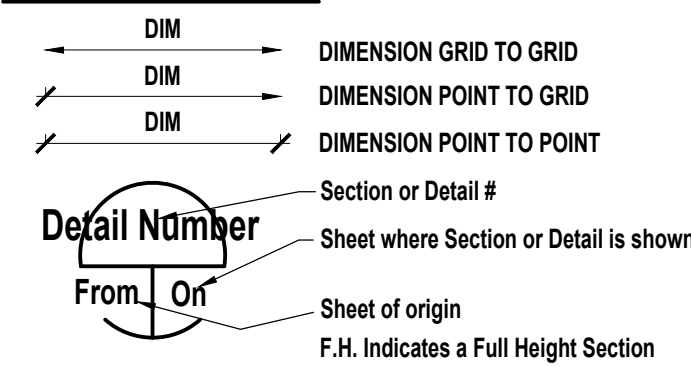 DIM
DIMENSION GRID TO GRID
DIM
DIMENSION POINT TO GRID
DIM
DIMENSION POINT TO POINT
Section or Detail #
Detail Number
Sheet where Section or Detail is shown
From On
Sheet of origin
F.H. Indicates a Full Height Section